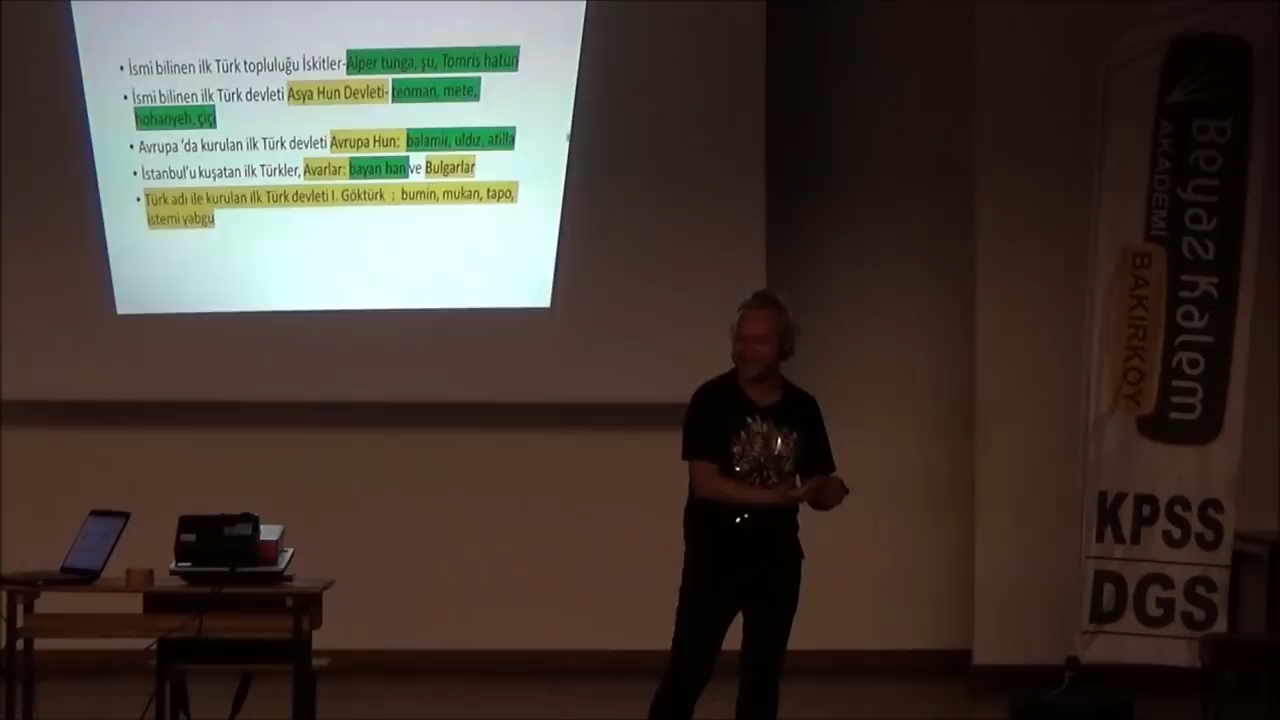 • İsmi bilinen ilk Türk topluluğu İskitler-Alper tunga, şu, Tomris hatun
• İsmi bilinen ilk Türk devleti Asya Hun Devleti- teoman, mete,
hohanyeh, çiçi
• Avrupa 'da kurulan ilk Türk devleti Avrupa Hun: balamir, uldız, atilla
• İstanbul'u kuşatan ilk Türkler, Avarlar: bayan han ve Bulgarlar
• Türk adı ile kurulan ilk Türk devleti I. Göktürk : bumin, mukan, tapo,
istemi yabgu
Beyaz Kalem
AKADEMİ
BAKIRKÖY
KPSS
DGS